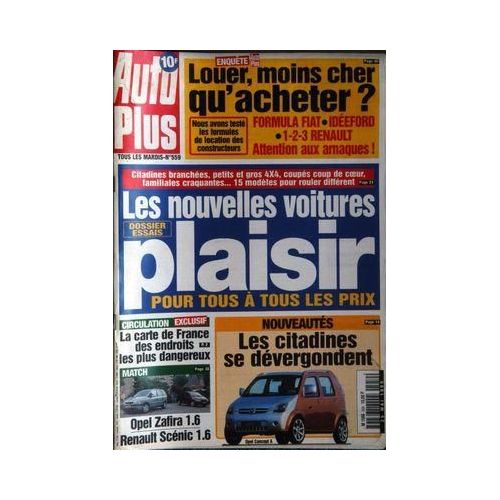 Auto
Plus
10F
TOUS LES MARDIS-N°559
ENQUÊTE
Louer, moins cher
qu'acheter ?
Nous avons testé
les formules
de location des
constructeurs
FORMULA FIAT • IDÉEFORD
• 1-2-3 RENAULT
Attention aux arnaques !
Citadines branchées, petits et gros 4X4, coupés coup de cœur,
familiales craquantes... 15 modèles pour rouler différent
Les nouvelles voitures
DOSSIER
ESSAIS
plaisir
POUR TOUS À TOUS LES PRIX
CIRCULATION EXCLUSIF
La carte de France
des endroits
les plus dangereux
MATCH
Opel Zafira 1.6
Renault Scénic 1.6
NOUVEAUTÉS
Les citadines
se dévergondent
Opel Concept A